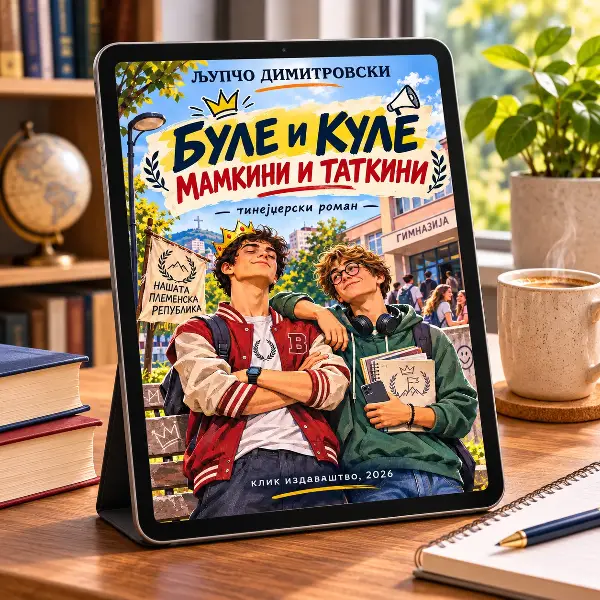 ЉУПЧО ДИМИТРОВСКИ
БУЛЕ И КУЛЕ
МАМКИНИ И ТАТКИНИ
тинејџерски роман
ГИМНАЗИЈА
НАШАТА
ПЛЕМЕНСКА
РЕПУБЛИКА
B
КЛИК ИЗДАВАШТВО, 2026